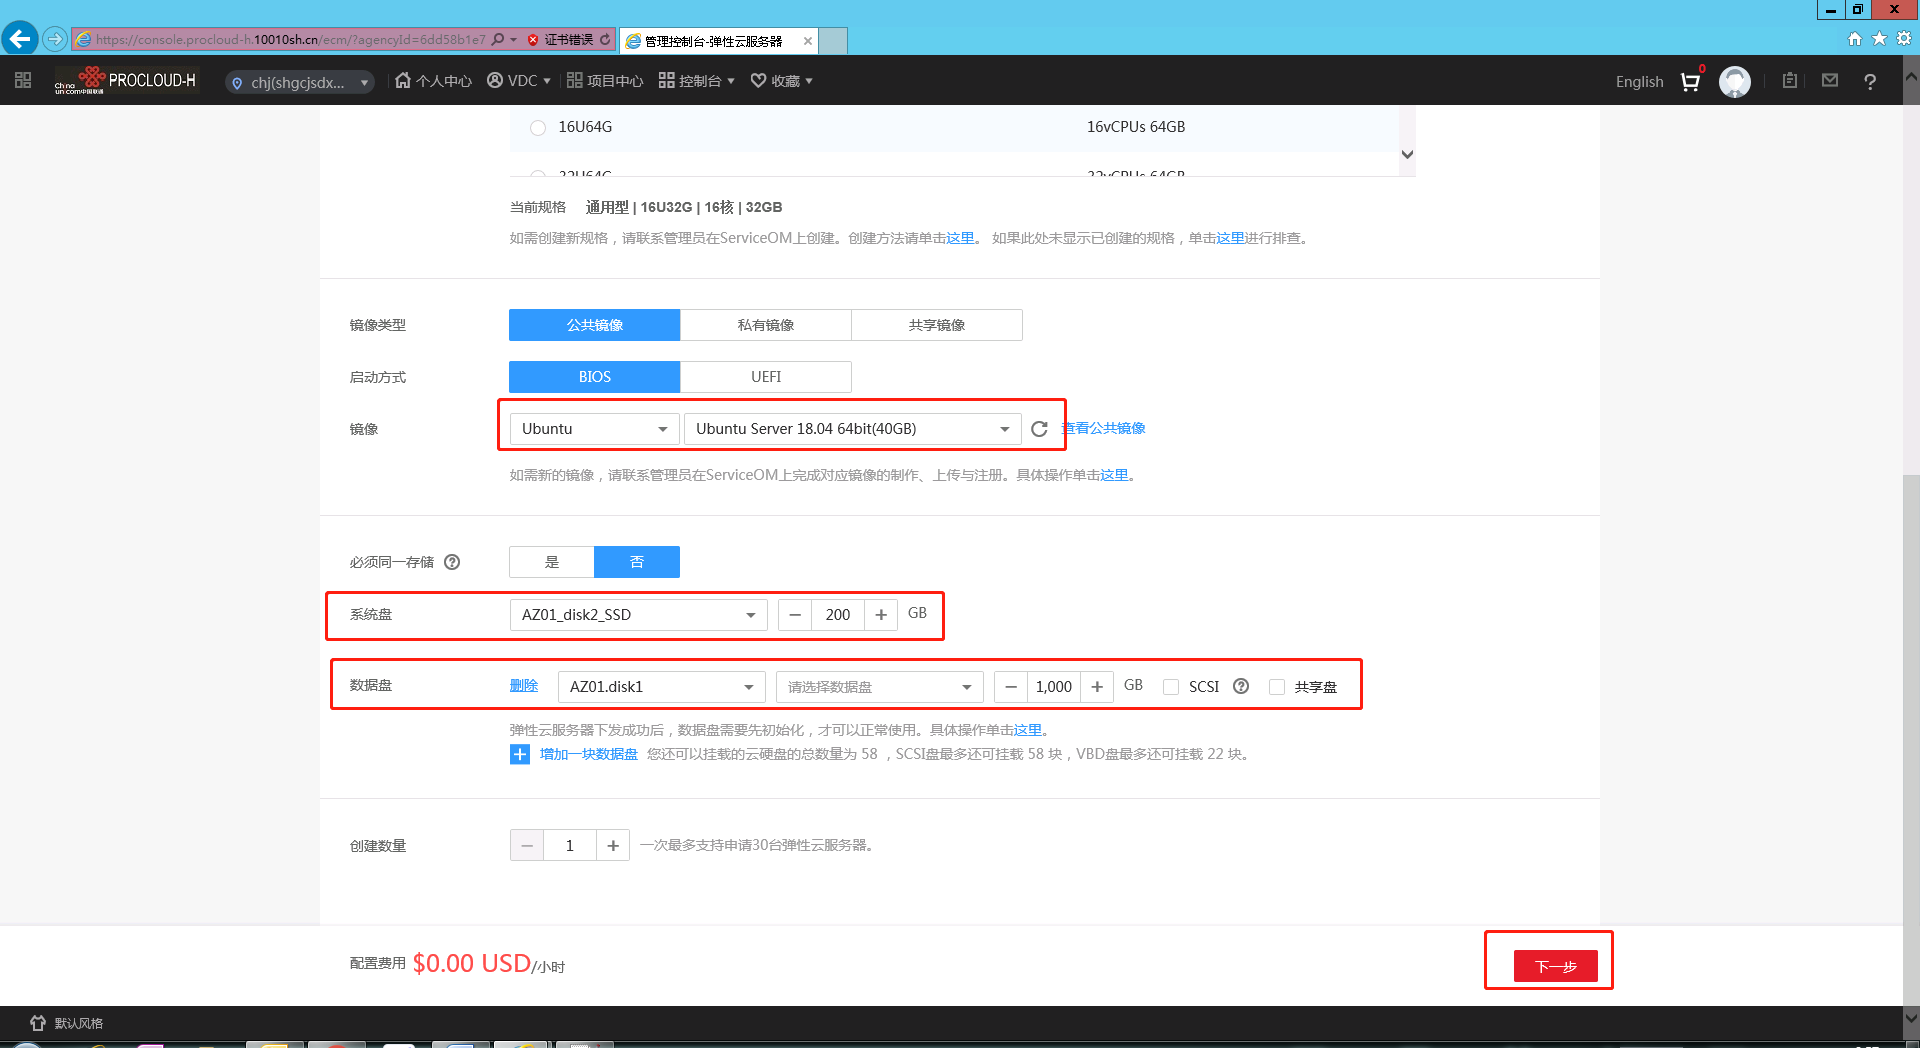 https://console.procloud-h.10010sh.cn/ecm/?agencyId=6dd58b1e7
证书错误
管理控制台-弹性云服务器
China unicom中国联通
PROCLOUD-H
chj(shgcjsdx...
个人中心
VDC
项目中心
控制台
收藏
English
0
16U64G 16vCPUs 64GB
32U64G 32vCPUs 64GB
当前规格 通用型 | 16U32G | 16核 | 32GB
如需创建新规格，请联系管理员在ServiceOM上创建。创建方法请单击这里。 如果此处未显示已创建的规格，单击这里进行排查。
镜像类型 公共镜像 私有镜像 共享镜像
启动方式 BIOS UEFI
镜像 Ubuntu Ubuntu Server 18.04 64bit(40GB) 查看公共镜像
如需新的镜像，请联系管理员在ServiceOM上完成对应镜像的制作、上传与注册。具体操作单击这里。
必须同一存储 是 否
系统盘 AZ01_disk2_SSD 200 GB
数据盘 删除 AZ01.disk1 请选择数据盘 1,000 GB SCSI 共享盘
弹性云服务器下发成功后，数据盘需要先初始化，才可以正常使用。具体操作单击这里。
增加一块数据盘 您还可以挂载的云硬盘的总数量为 58 ，SCSI盘最多还可挂载 58 块，VBD盘最多还可挂载 22 块。
创建数量 1 一次最多支持申请30台弹性云服务器。
配置费用 $0.00 USD/小时
下一步
默认风格